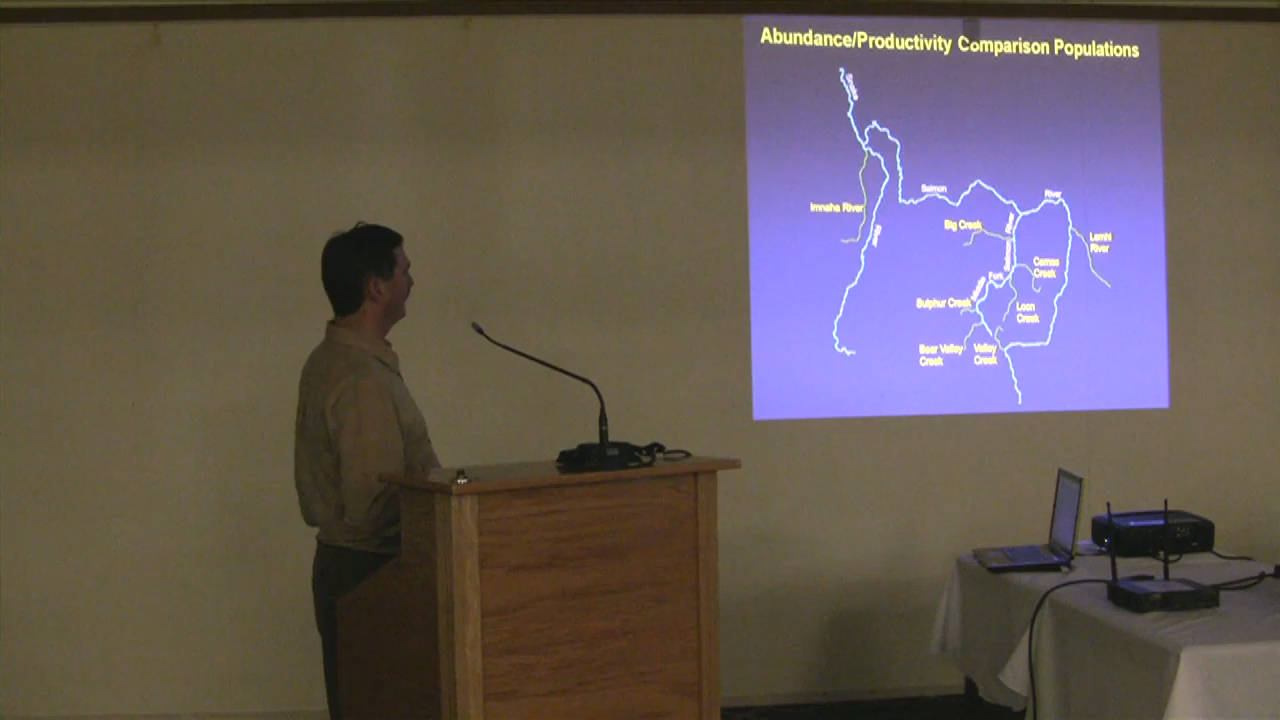 Abundance/Productivity Comparison Populations
Salmon
River
Imnaha River
Big Creek
Lemhi
River
Camas
Creek
Fork
Sulphur Creek
Loon
Creek
Bear Valley
Creek
Valley
Creek